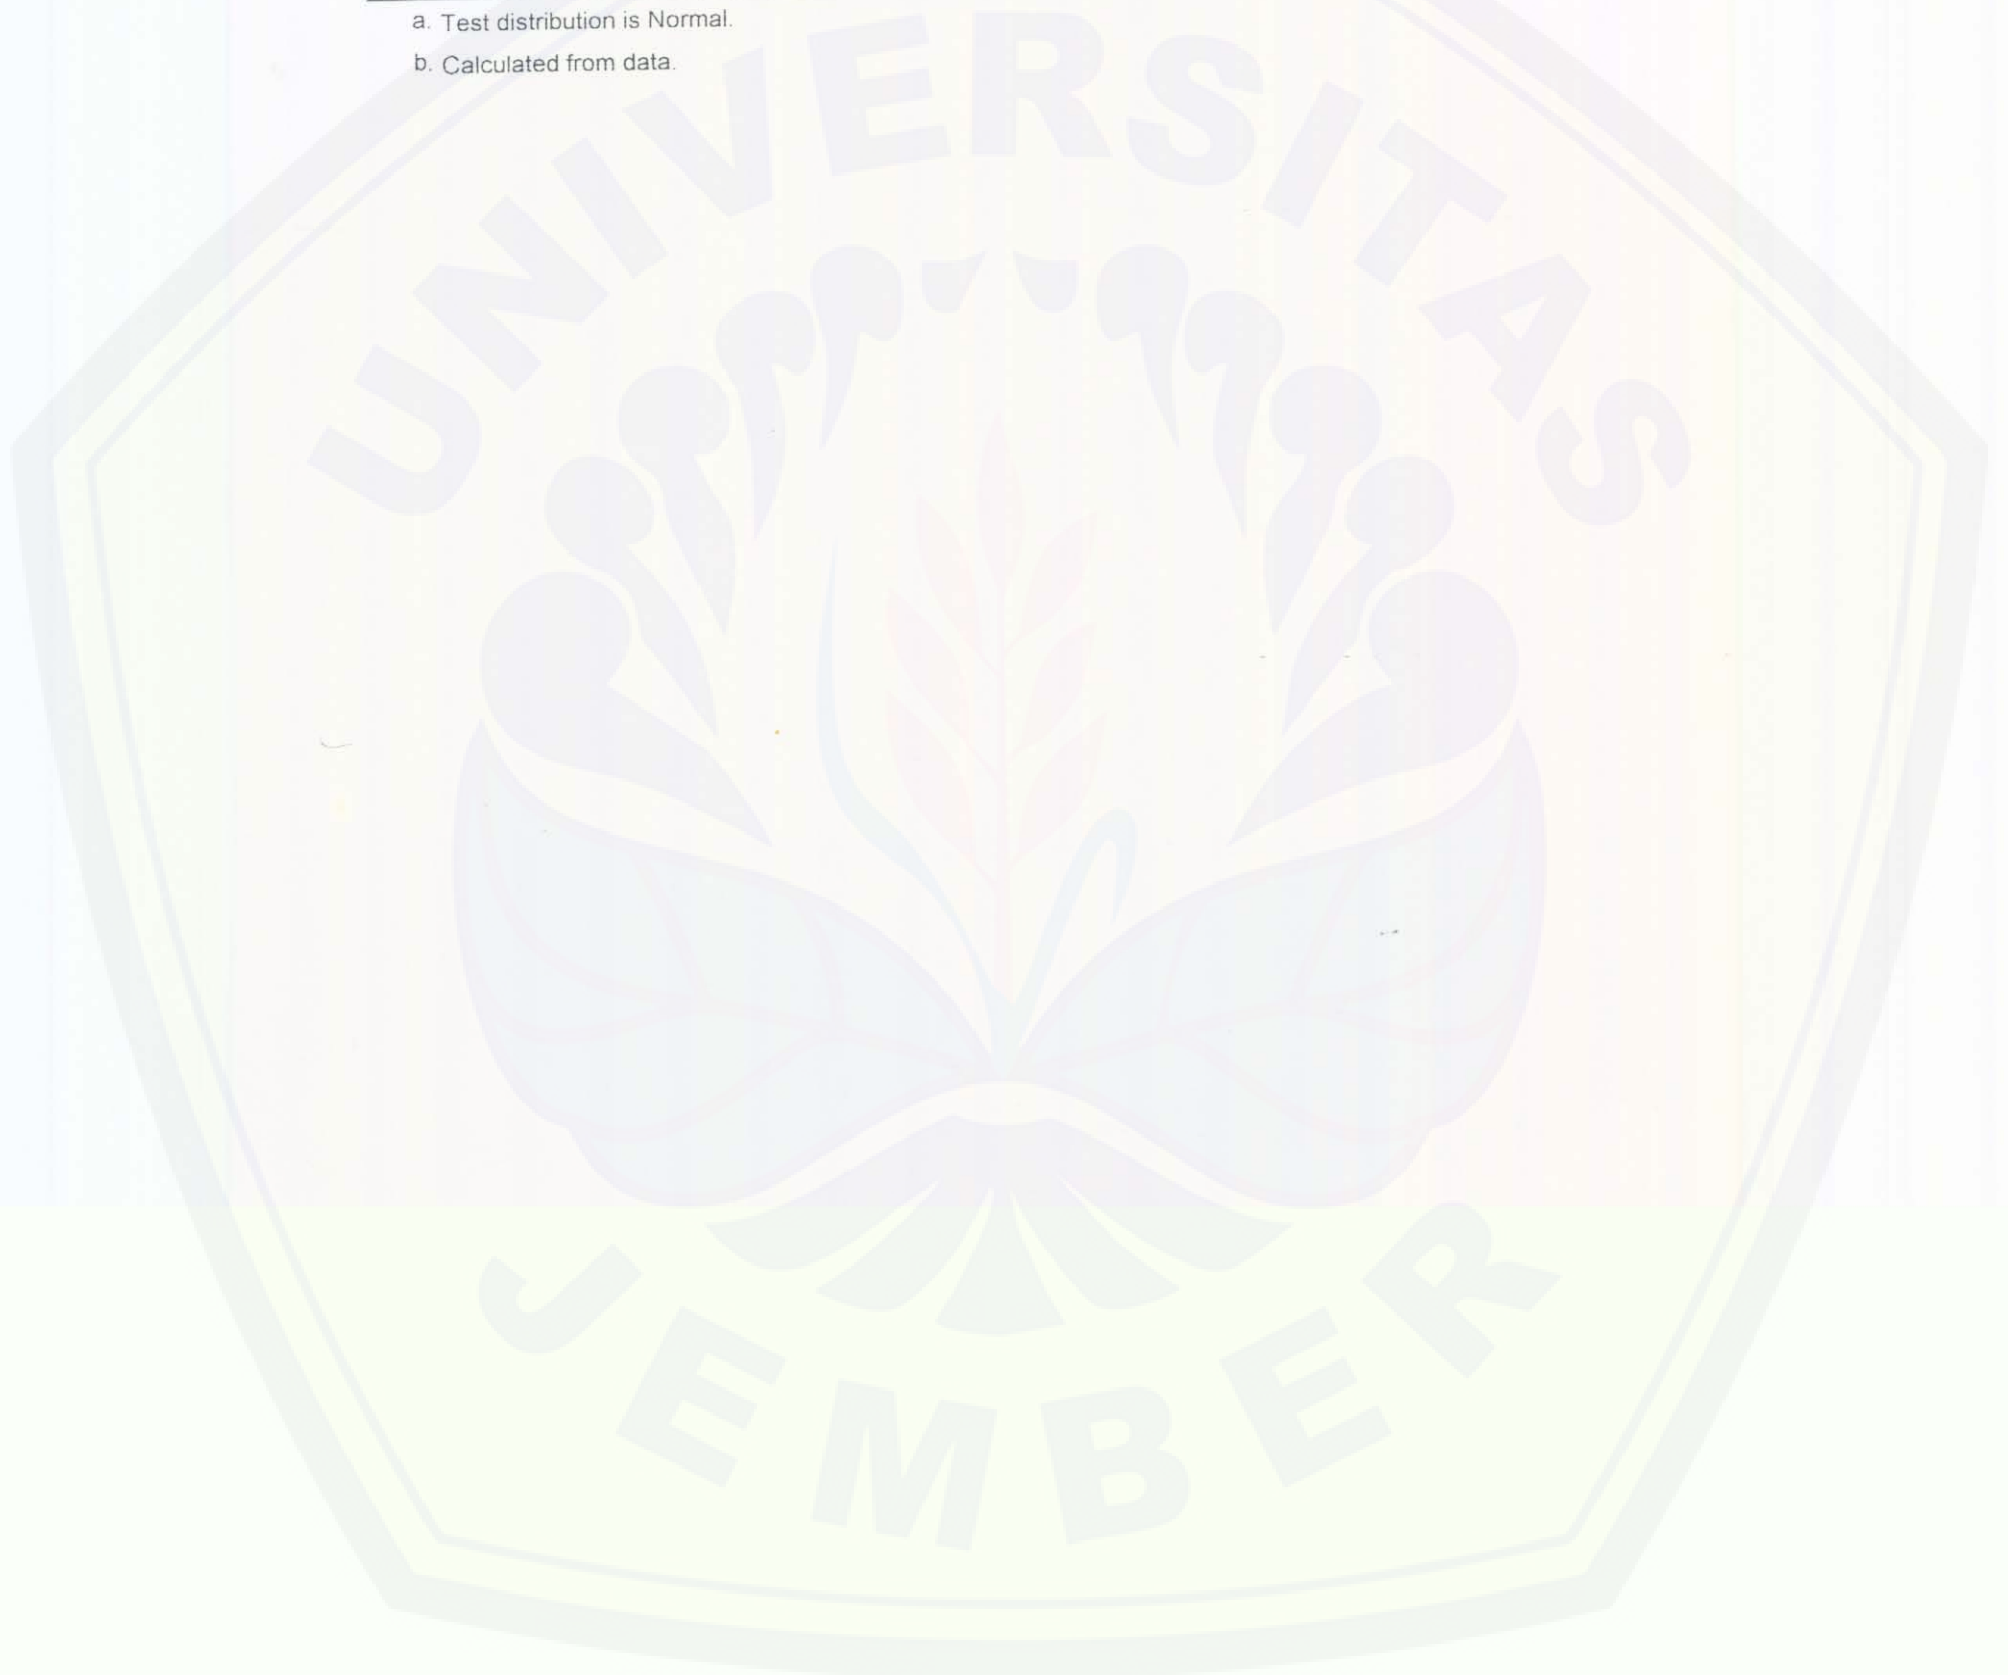 a. Test distribution is Normal.
b. Calculated from data.
UNIVERSITAS
JEMBER